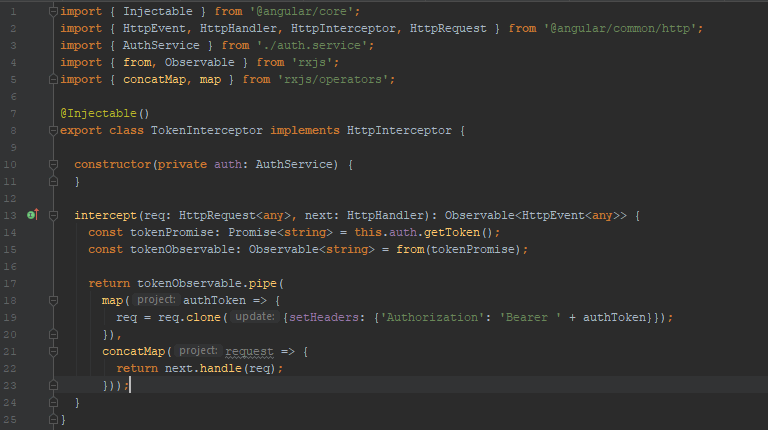 1 import { Injectable } from '@angular/core';
2 import { HttpEvent, HttpHandler, HttpInterceptor, HttpRequest } from '@angular/common/http';
3 import { AuthService } from './auth.service';
4 import { from, Observable } from 'rxjs';
5 import { concatMap, map } from 'rxjs/operators';
6
7 @Injectable()
8 export class TokenInterceptor implements HttpInterceptor {
9
10   constructor(private auth: AuthService) {
11   }
12
13   intercept(req: HttpRequest<any>, next: HttpHandler): Observable<HttpEvent<any>> {
14     const tokenPromise: Promise<string> = this.auth.getToken();
15     const tokenObservable: Observable<string> = from(tokenPromise);
16
17     return tokenObservable.pipe(
18       map( project: authToken => {
19         req = req.clone( update: {setHeaders: {'Authorization': 'Bearer ' + authToken}});
20       }),
21       concatMap( project: request => {
22         return next.handle(req);
23       }));
24   }
25 }